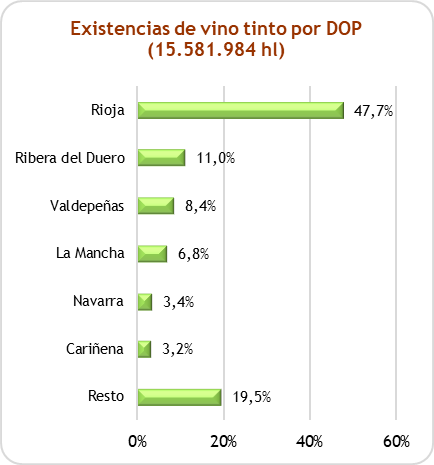 Existencias de vino tinto por DOP
(15.581.984 hl)
Rioja 47,7%
Ribera del Duero 11,0%
Valdepeñas 8,4%
La Mancha 6,8%
Navarra 3,4%
Cariñena 3,2%
Resto 19,5%
0% 20% 40% 60%